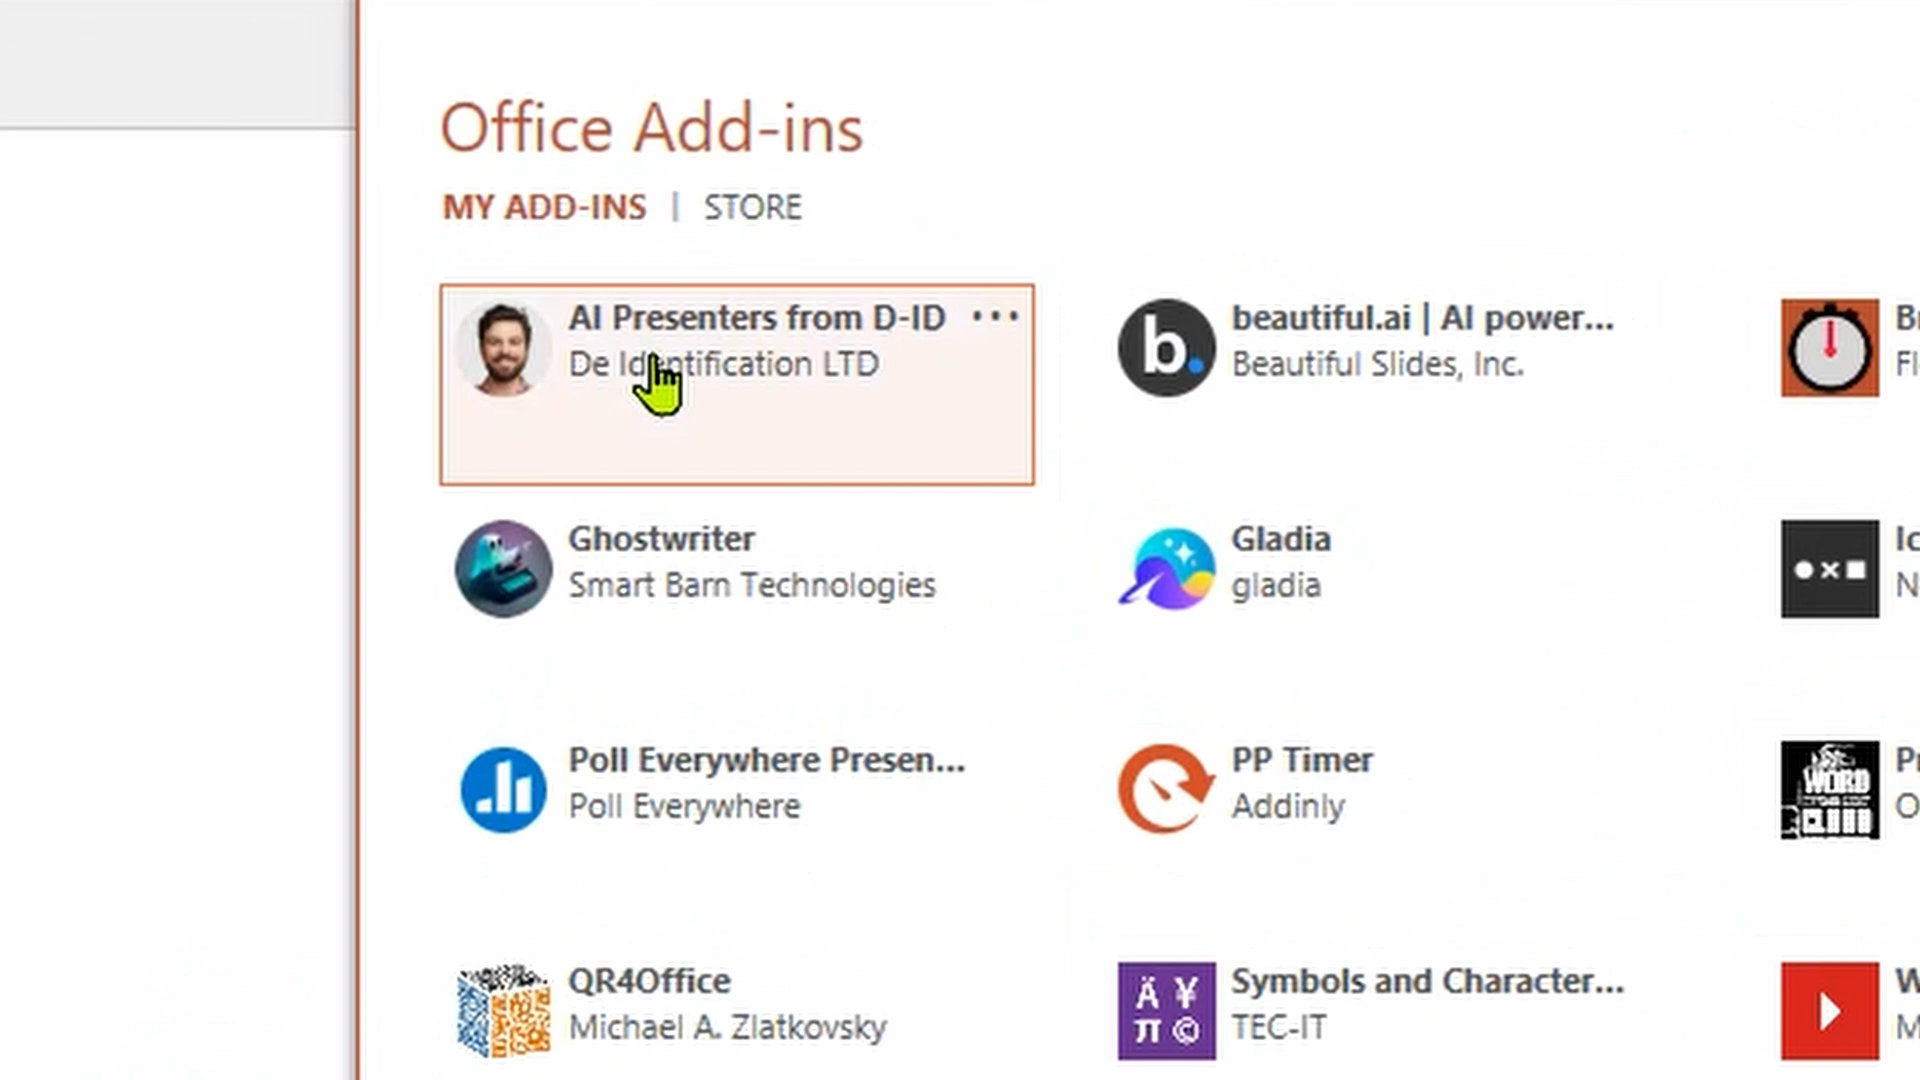 Office Add-ins
MY ADD-INS | STORE
AI Presenters from D-ID ...
De Identification LTD
b.
beautiful.ai | AI power...
Beautiful Slides, Inc.
Ghostwriter
Smart Barn Technologies
Gladia
gladia
Poll Everywhere Presen...
Poll Everywhere
PP Timer
Addinly
WORD
CLOUD
QR4Office
Michael A. Zlatkovsky
Ä ¥
π ©
Symbols and Character...
TEC-IT